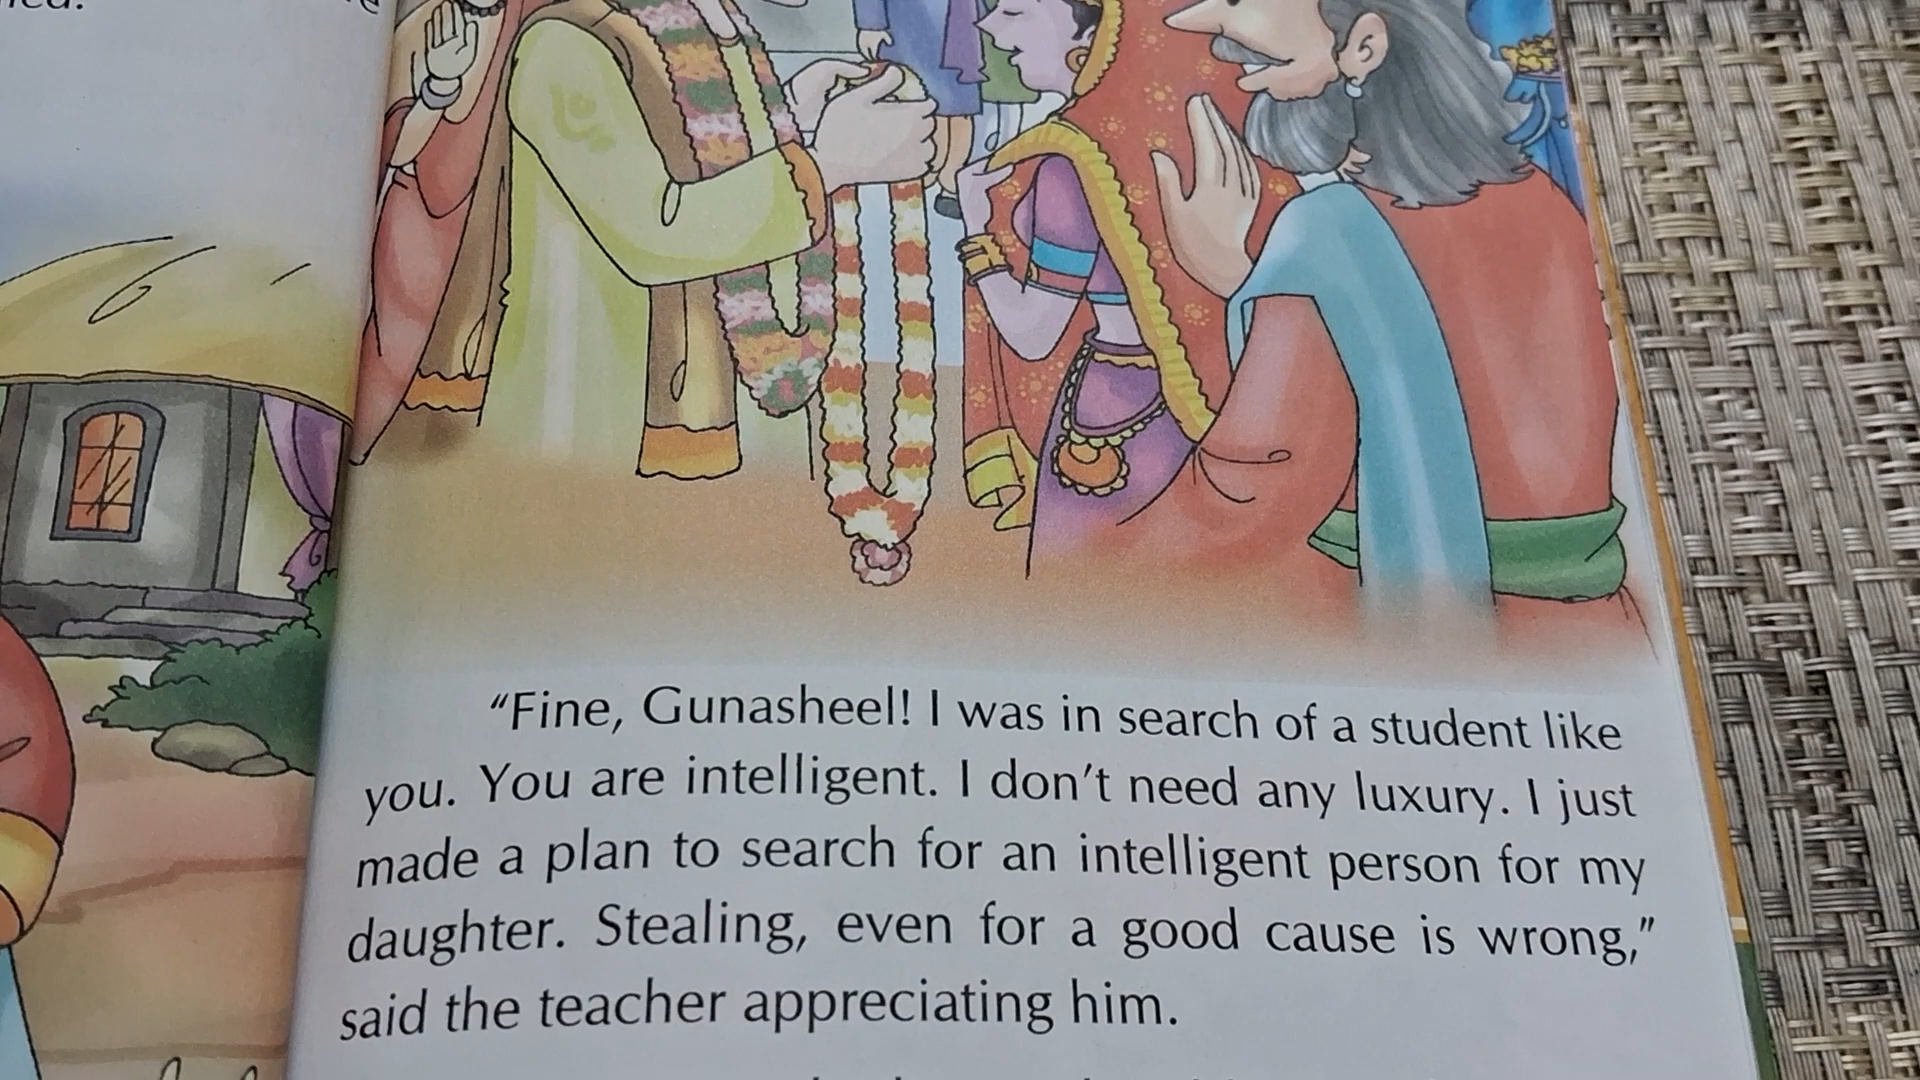 "Fine, Gunasheel! I was in search of a student like
you. You are intelligent. I don't need any luxury. I just
made a plan to search for an intelligent person for my
daughter. Stealing, even for a good cause is wrong,"
said the teacher appreciating him.